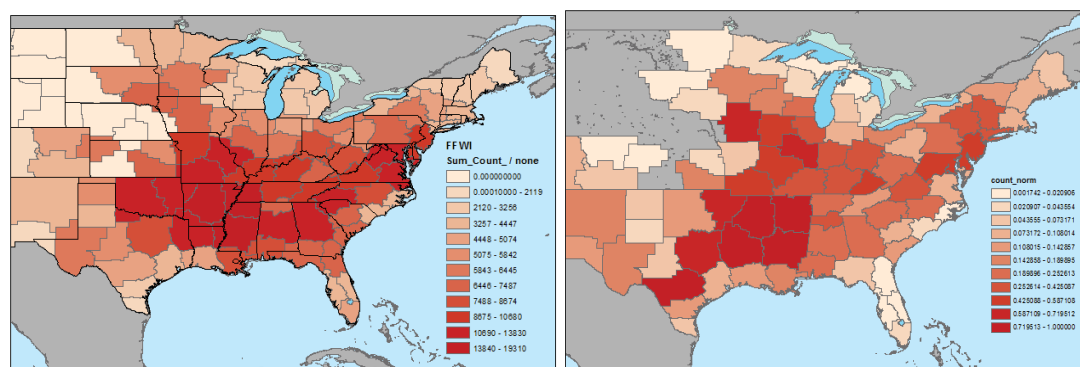 FFWI
Sum_Count_ / none
0.000000000
0.00010000 - 2119
2120 - 3256
3257 - 4447
4448 - 5074
5075 - 5842
5843 - 6445
6446 - 7487
7488 - 8674
8675 - 10680
10690 - 13830
13840 - 19310
count_norm
0.001742 - 0.020906
0.020907 - 0.043554
0.043555 - 0.073171
0.073172 - 0.108014
0.108015 - 0.142857
0.142858 - 0.189895
0.189896 - 0.252613
0.252614 - 0.425087
0.425088 - 0.587108
0.587109 - 0.719512
0.719513 - 1.000000